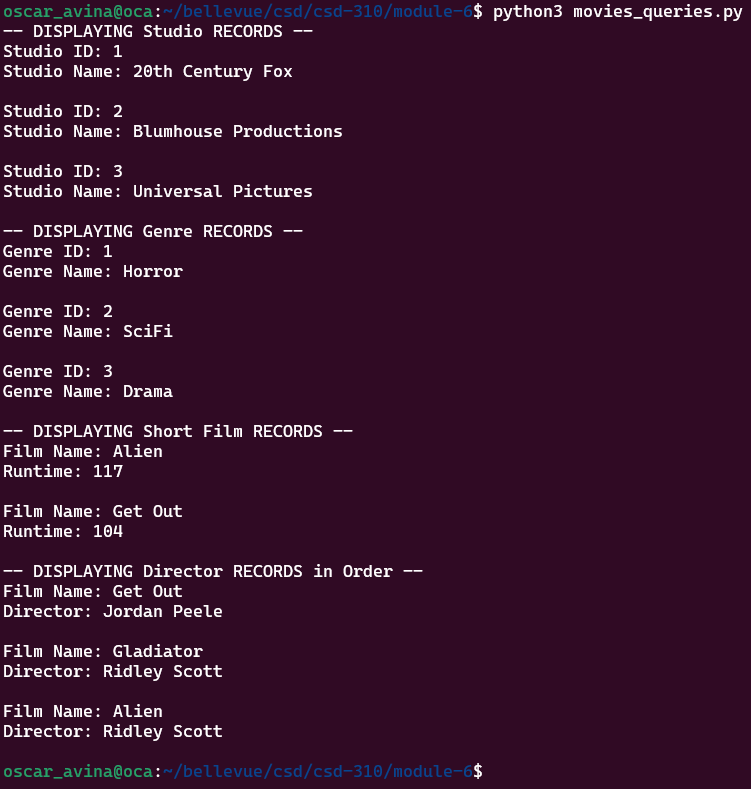 oscar_avina@oca:~/bellevue/csd/csd-310/module-6$ python3 movies_queries.py
-- DISPLAYING Studio RECORDS --
Studio ID: 1
Studio Name: 20th Century Fox

Studio ID: 2
Studio Name: Blumhouse Productions

Studio ID: 3
Studio Name: Universal Pictures

-- DISPLAYING Genre RECORDS --
Genre ID: 1
Genre Name: Horror

Genre ID: 2
Genre Name: SciFi

Genre ID: 3
Genre Name: Drama

-- DISPLAYING Short Film RECORDS --
Film Name: Alien
Runtime: 117

Film Name: Get Out
Runtime: 104

-- DISPLAYING Director RECORDS in Order --
Film Name: Get Out
Director: Jordan Peele

Film Name: Gladiator
Director: Ridley Scott

Film Name: Alien
Director: Ridley Scott

oscar_avina@oca:~/bellevue/csd/csd-310/module-6$